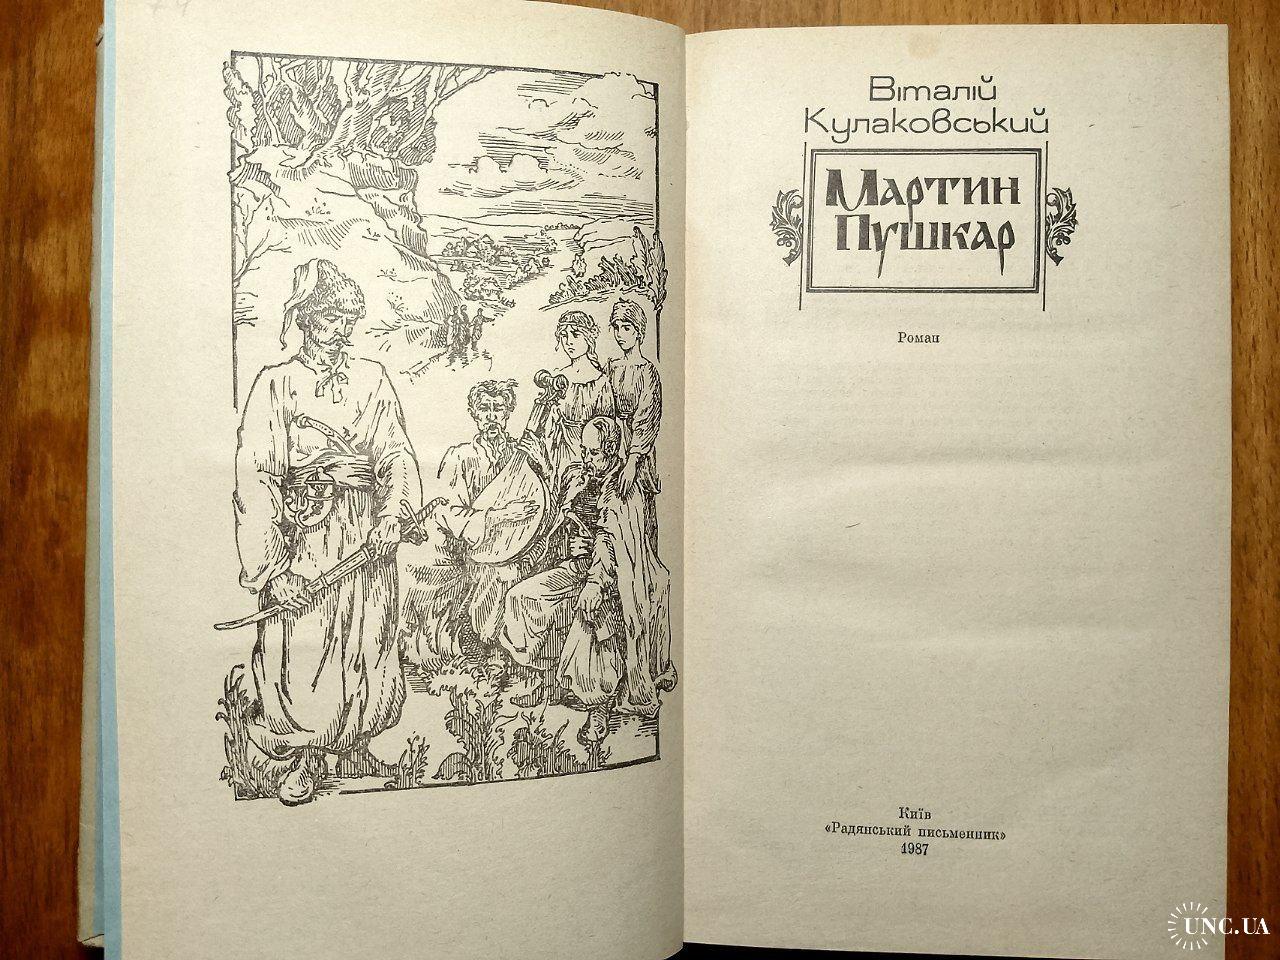 Віталій
Кулаковський
Мартин
Пушкар
Роман
Київ
«Радянський письменник»
1987
UNC.UA